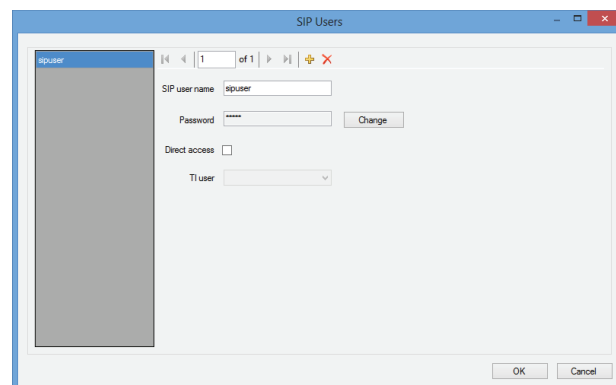 SIP Users
sipuser
1 of 1
SIP user name sipuser
Password ••••• Change
Direct access
TI user
OK Cancel